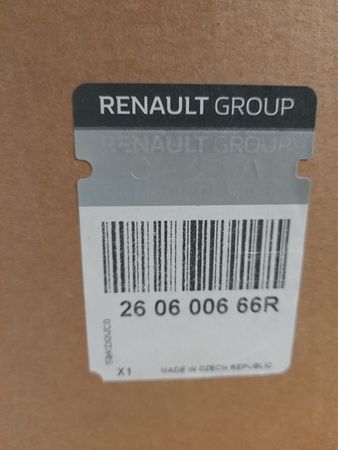 RENAULT GROUP
RENAULT GROUP
26 06 006 66R
X1
MADE IN CZECH REPUBLIC